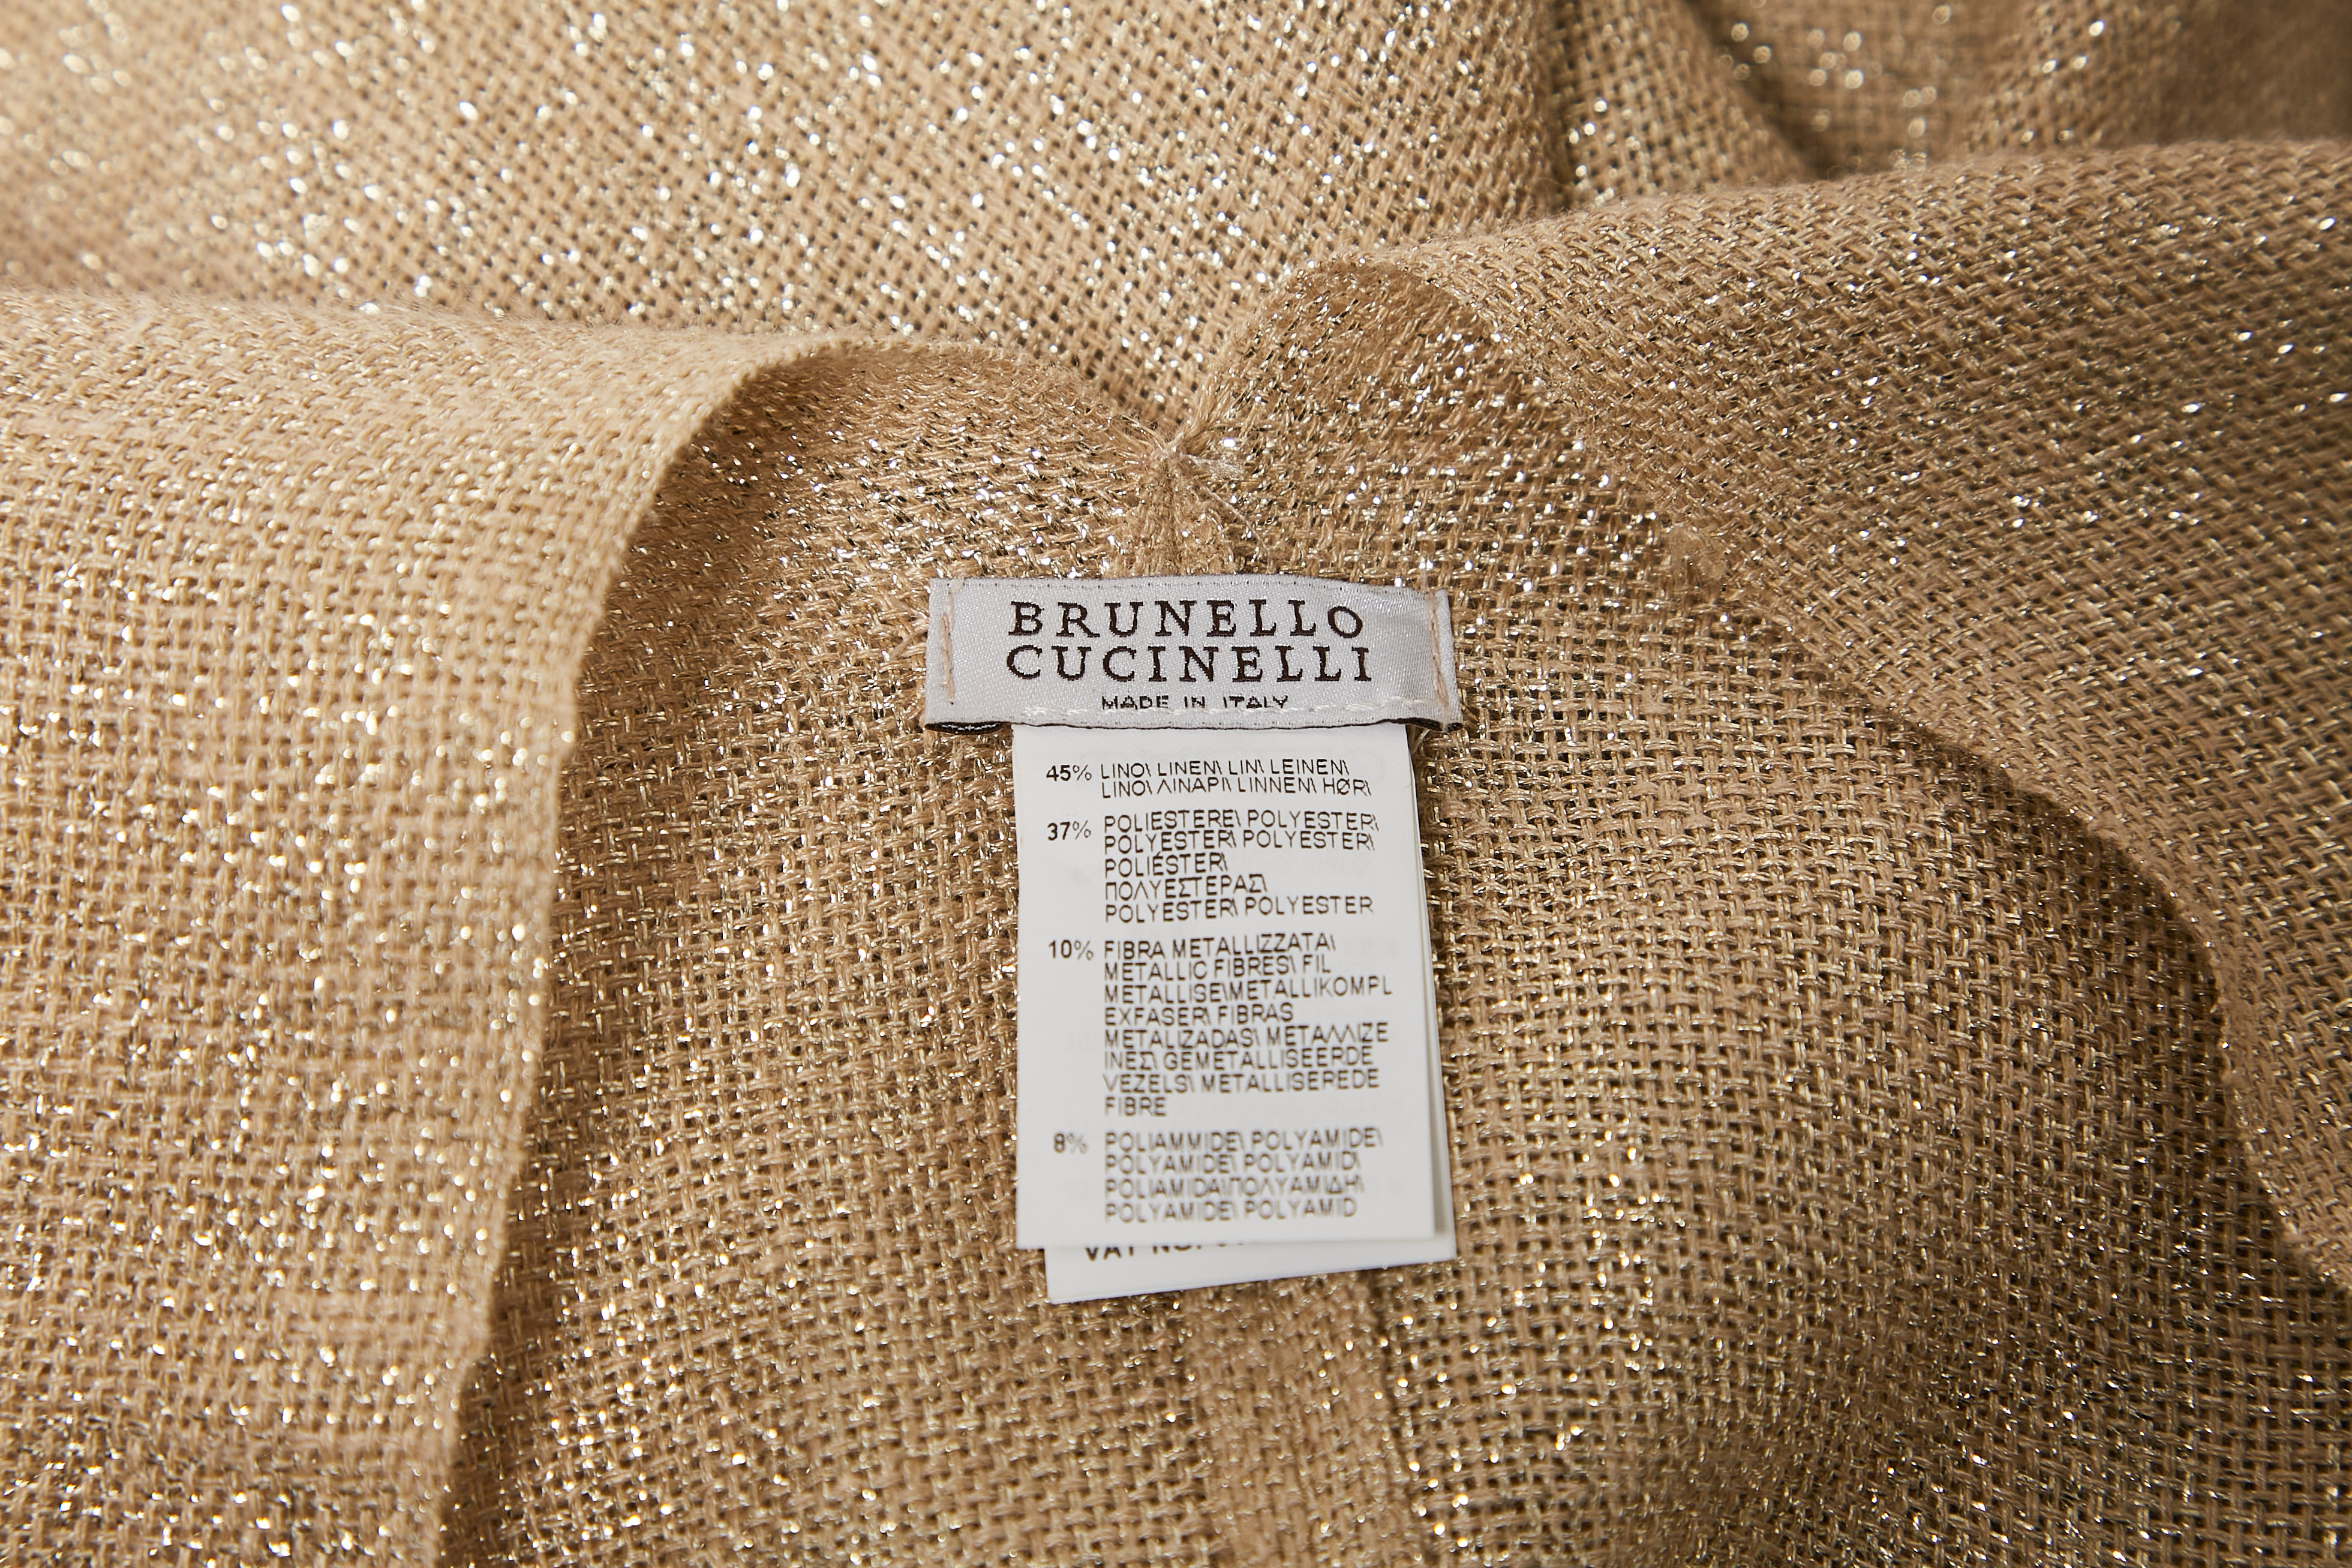 BRUNELLO
CUCINELLI
MADE IN ITALY
45% LINO\ LINEN\ LIN\ LEINEN\
LINO\ ΛΙΝΑΡΙ\ LINNEN\ HØR\
37% POLIESTERE\ POLYESTER\
POLYESTER\ POLYESTER\
POLIÉSTER\
ΠΟΛΥΕΣΤΕΡΑΣ\
POLYESTER\ POLYESTER
10% FIBRA METALLIZZATA\
METALLIC FIBRES\ FIL
METALLISE\METALLIKOMPL
EXFASER\ FIBRAS
METALIZADAS\ ΜΕΤΑΛΛΙΖΕ
ΙΝΕΣ\ GEMETALLISEERDE
VEZELS\ METALLISEREDE
FIBRE
8% POLIAMMIDE\ POLYAMIDE\
POLYAMIDE\ POLYAMID\
POLIAMIDA\ΠΟΛΥΑΜΙΔΗ\
POLYAMIDE\ POLYAMID
VAT NO.